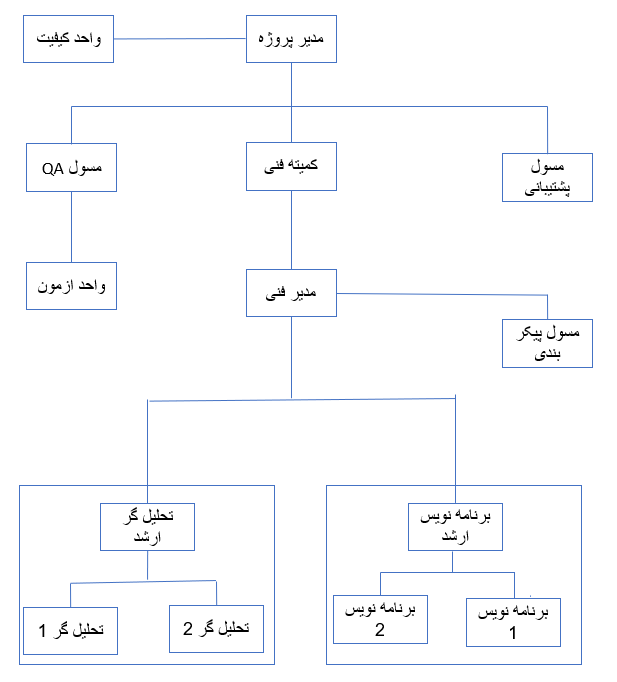 مدیر پروژه
واحد کیفیت
مسول
پشتیبانی
کمیته فنی
مسول QA
مدیر فنی
واحد ازمون
مسول پیکر
بندی
برنامه نویس
ارشد
تحلیل گر
ارشد
برنامه نویس
1
برنامه نویس
2
تحلیل گر 2
تحلیل گر 1